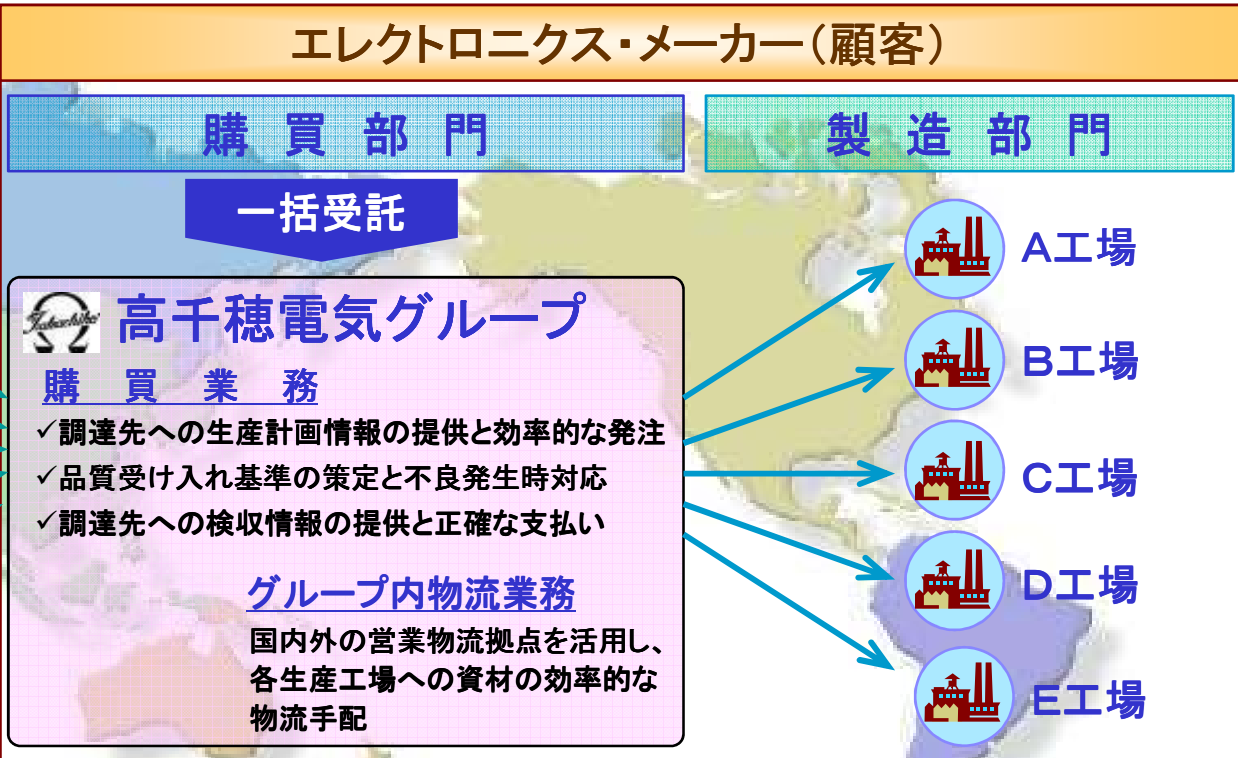 エレクトロニクス・メーカー（顧客）
購買部門
製造部門
一括受託
Takachiho
高千穂電気グループ
購買業務
✓調達先への生産計画情報の提供と効率的な発注
✓品質受け入れ基準の策定と不良発生時対応
✓調達先への検収情報の提供と正確な支払い
グループ内物流業務
国内外の営業物流拠点を活用し、
各生産工場への資材の効率的な
物流手配
Ａ工場
Ｂ工場
Ｃ工場
Ｄ工場
Ｅ工場